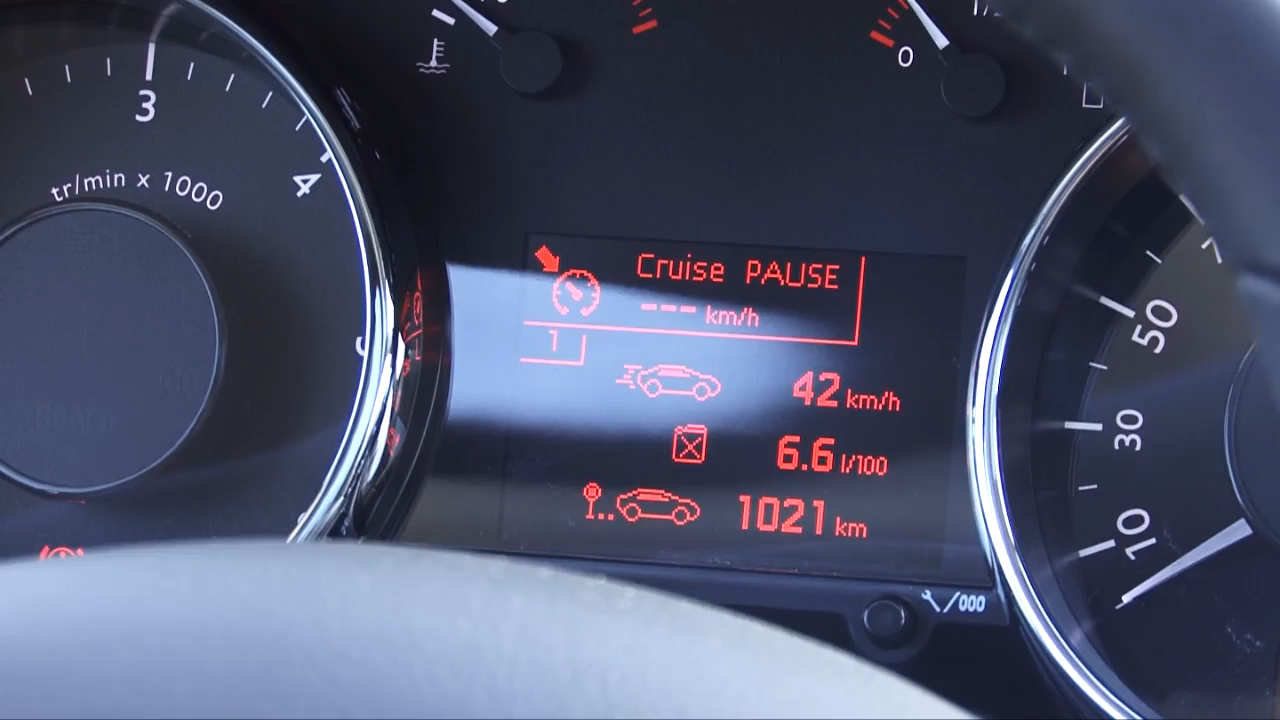 3
4
tr/min x 1000
0
Cruise PAUSE
--- km/h
1
42 km/h
6.6 l/100
1021 km
/000
50
30
10